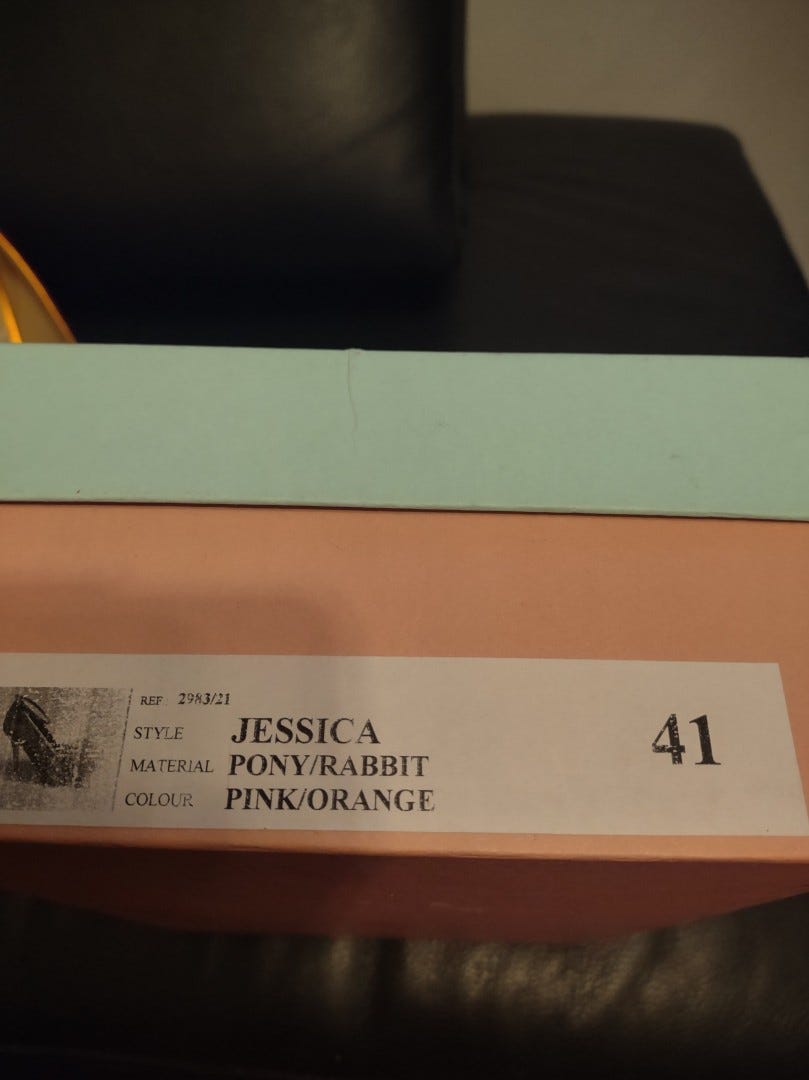 REF: 2983/21
STYLE JESSICA
MATERIAL PONY/RABBIT
COLOUR PINK/ORANGE
41